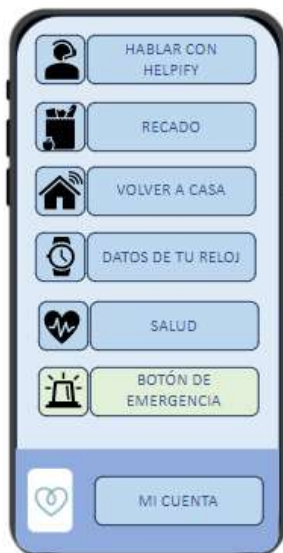 HABLAR CON
HELPIFY
RECADO
VOLVER A CASA
DATOS DE TU RELOJ
SALUD
BOTÓN DE
EMERGENCIA
MI CUENTA